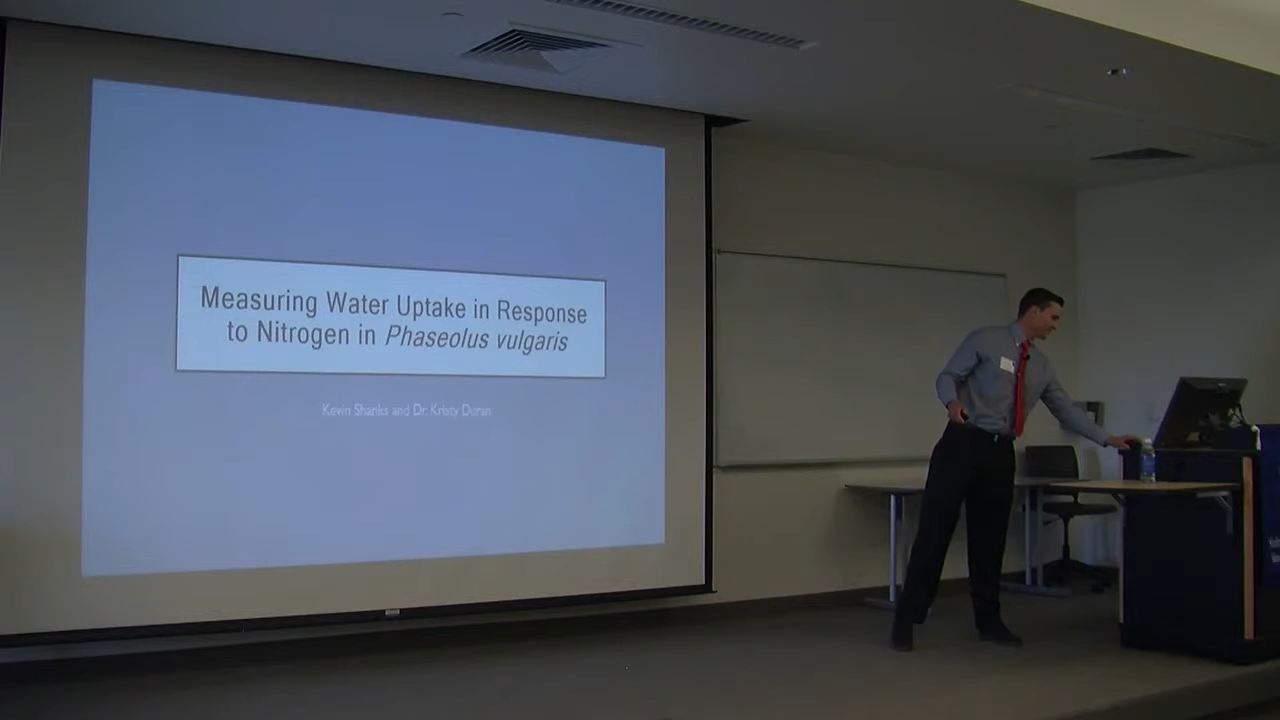 Measuring Water Uptake in Response
to Nitrogen in Phaseolus vulgaris
Kevin Shanks and Dr. Kristy Duran